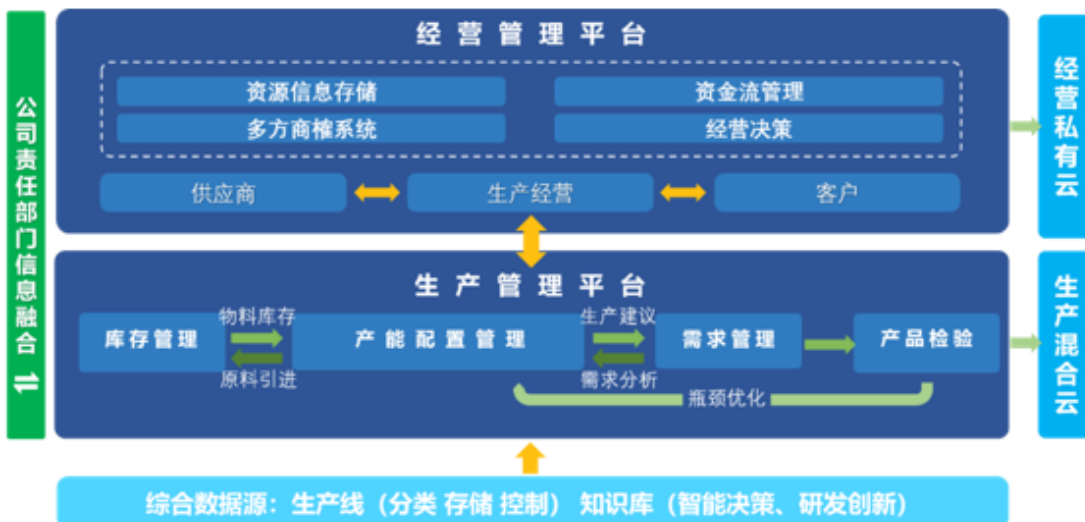 公司责任部门信息融合
经营管理平台
资源信息存储
资金流管理
多方商榷系统
经营决策
供应商
生产经营
客户
经营私有云
生产管理平台
物料库存
生产建议
库存管理
产能配置管理
需求管理
产品检验
原料引进
需求分析
瓶颈优化
生产混合云
综合数据源：生产线（分类 存储 控制） 知识库（智能决策、研发创新）